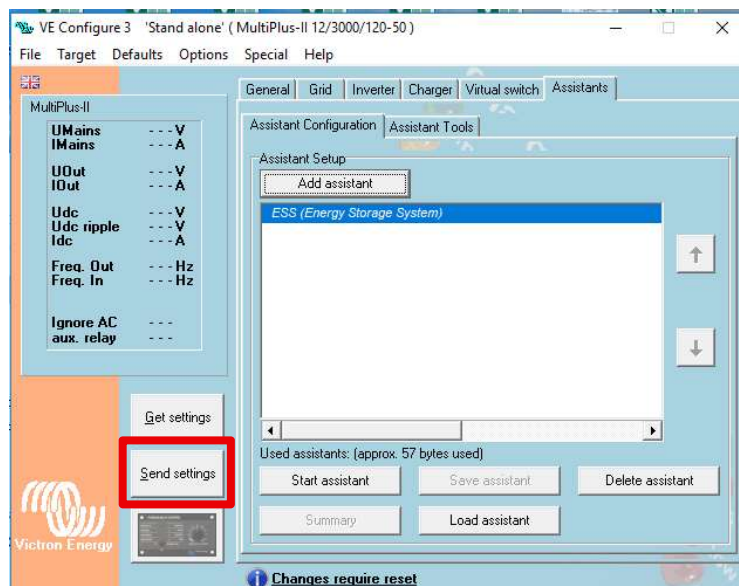 VE Configure 3 'Stand alone' ( MultiPlus-II 12/3000/120-50 )
File Target Defaults Options Special Help
General Grid Inverter Charger Virtual switch Assistants
MultiPlus-II
UMains - - - V
IMains - - - A
UOut - - - V
IOut - - - A
Udc - - - V
Udc ripple - - - V
Idc - - - A
Freq. Out - - - Hz
Freq. In - - - Hz
Ignore AC - - -
aux. relay - - -
Get settings
Send settings
Victron Energy
Assistant Configuration Assistant Tools
Assistant Setup
Add assistant
ESS (Energy Storage System)
Used assistants: (approx. 57 bytes used)
Start assistant Save assistant Delete assistant
Summary Load assistant
Changes require reset